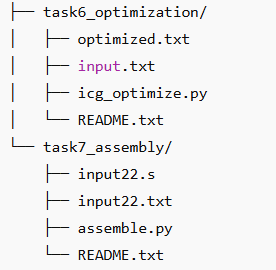 ├── task6_optimization/
│   ├── optimized.txt
│   ├── input.txt
│   ├── icg_optimize.py
│   └── README.txt
└── task7_assembly/
    ├── input22.s
    ├── input22.txt
    ├── assemble.py
    └── README.txt